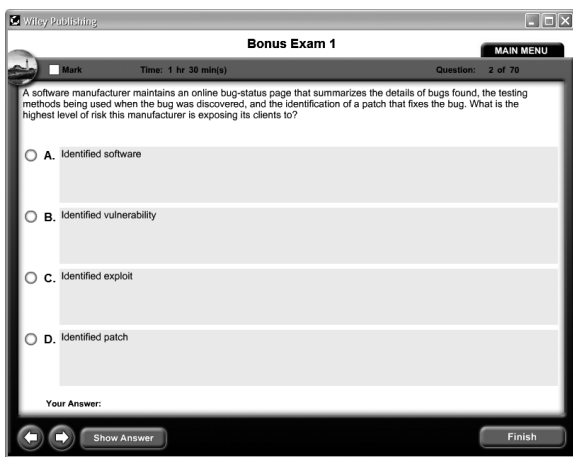 Wiley Publishing
Bonus Exam 1
MAIN MENU
Mark Time: 1 hr 30 min(s) Question: 2 of 70
A software manufacturer maintains an online bug-status page that summarizes the details of bugs found, the testing
methods being used when the bug was discovered, and the identification of a patch that fixes the bug. What is the
highest level of risk this manufacturer is exposing its clients to?
A. Identified software
B. Identified vulnerability
C. Identified exploit
D. Identified patch
Your Answer:
Show Answer
Finish